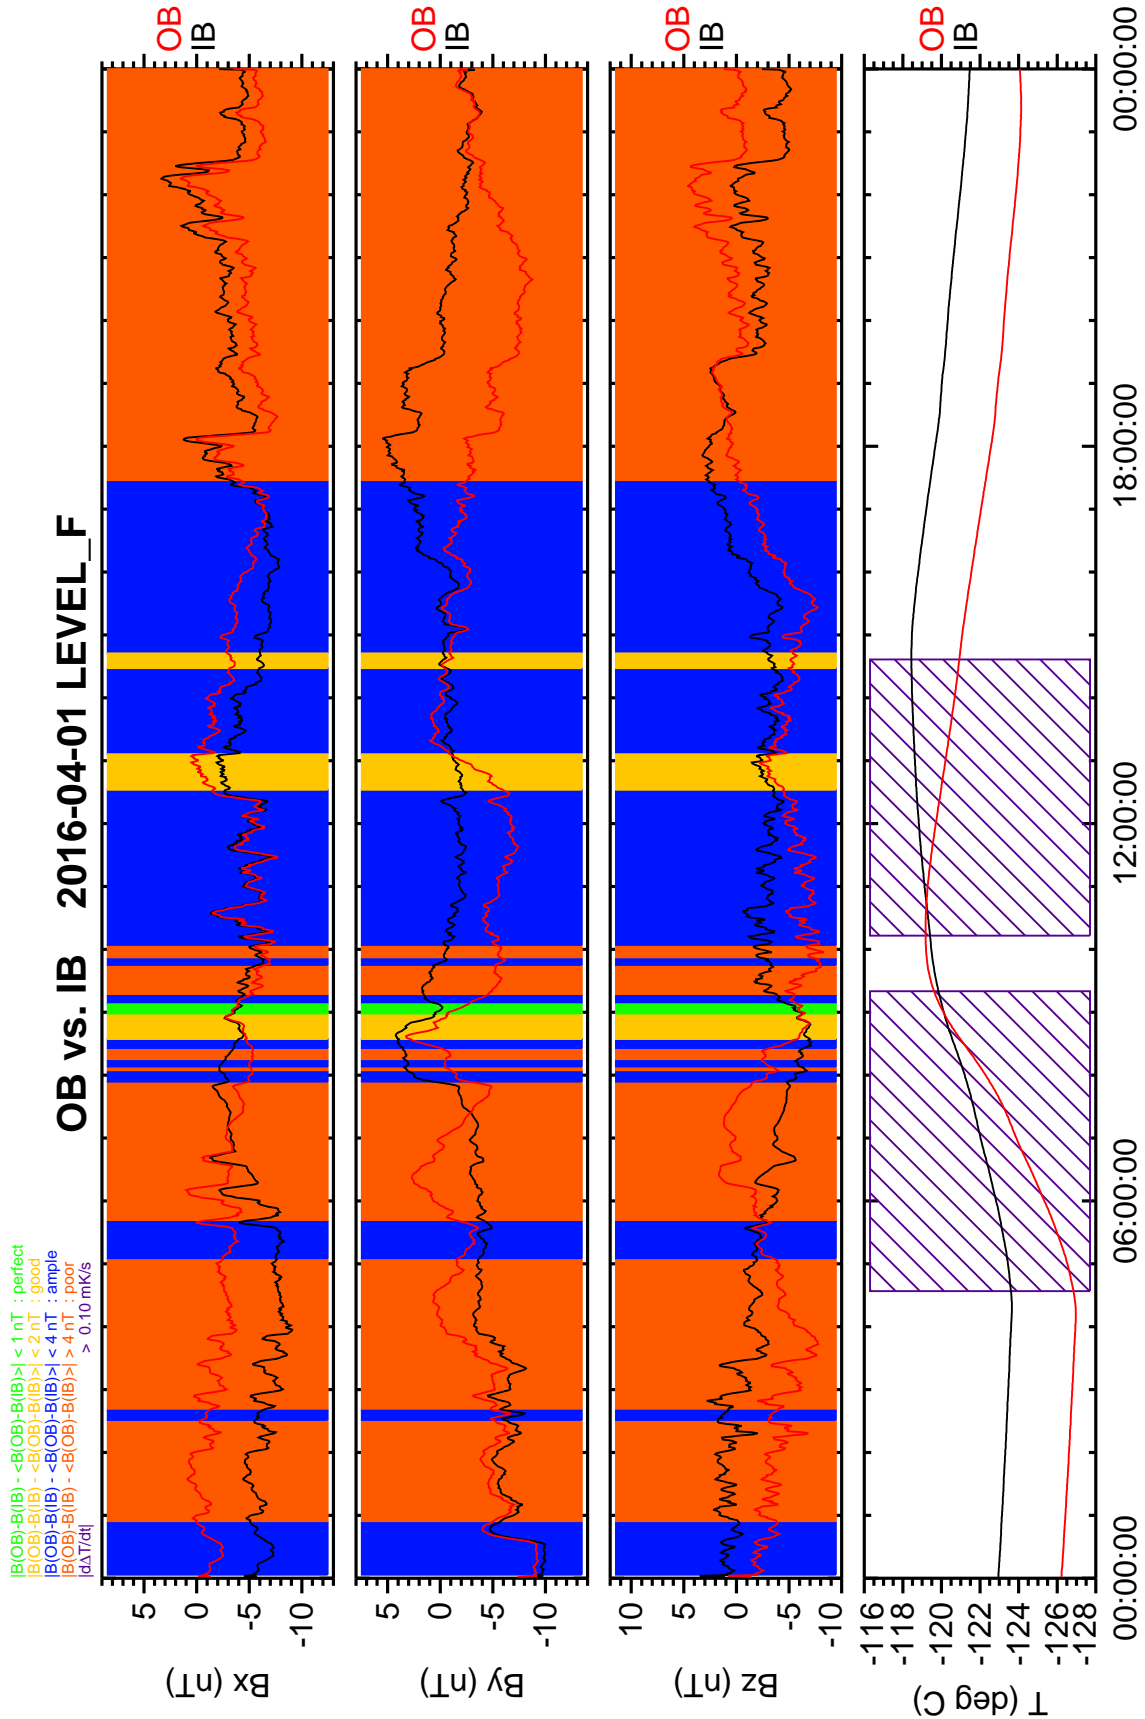 |B(OB)-B(IB) - <B(OB)-B(IB)>| < 1 nT : perfect
|B(OB)-B(IB) - <B(OB)-B(IB)>| < 2 nT : good
|B(OB)-B(IB) - <B(OB)-B(IB)>| < 4 nT : ample
|B(OB)-B(IB) - <B(OB)-B(IB)>| > 4 nT : poor
|dΔT/dt| > 0.10 mK/s
OB vs. IB 2016-04-01 LEVEL_F
Bx (nT)
5
0
-5
-10
OB
IB
By (nT)
5
0
-5
-10
OB
IB
Bz (nT)
10
5
0
-5
-10
OB
IB
T (deg C)
-116
-118
-120
-122
-124
-126
-128
OB
IB
00:00:00
06:00:00
12:00:00
18:00:00
00:00:00